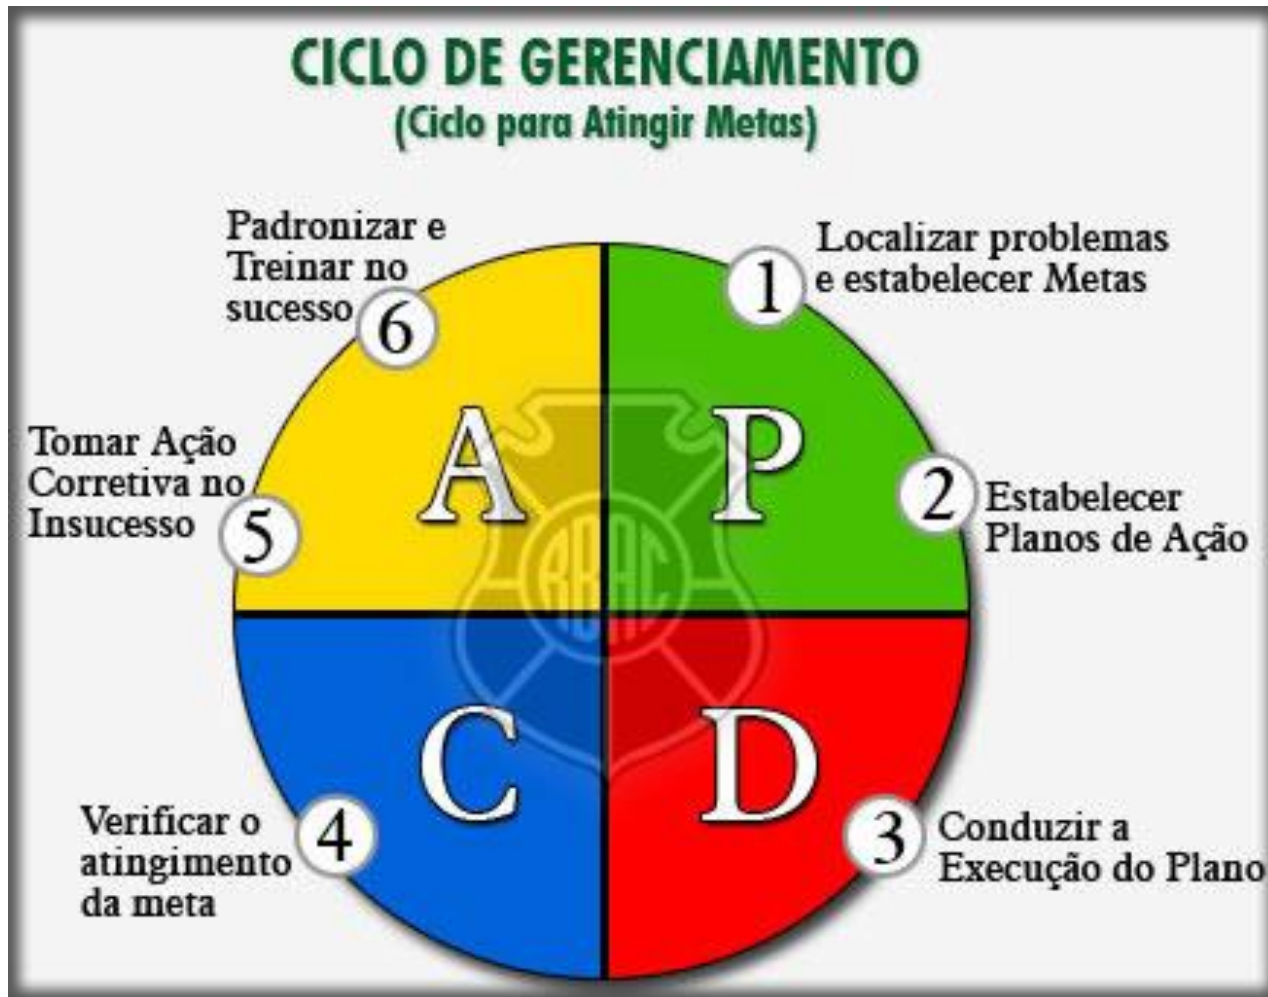 CICLO DE GERENCIAMENTO
(Ciclo para Atingir Metas)
Padronizar e
Treinar no
sucesso
6
1
Localizar problemas
e estabelecer Metas
Tomar Ação
Corretiva no
Insucesso
5
A
P
2
Estabelecer
Planos de Ação
RBAC
C
D
Verificar o
atingimento
da meta
4
3
Conduzir a
Execução do Plano